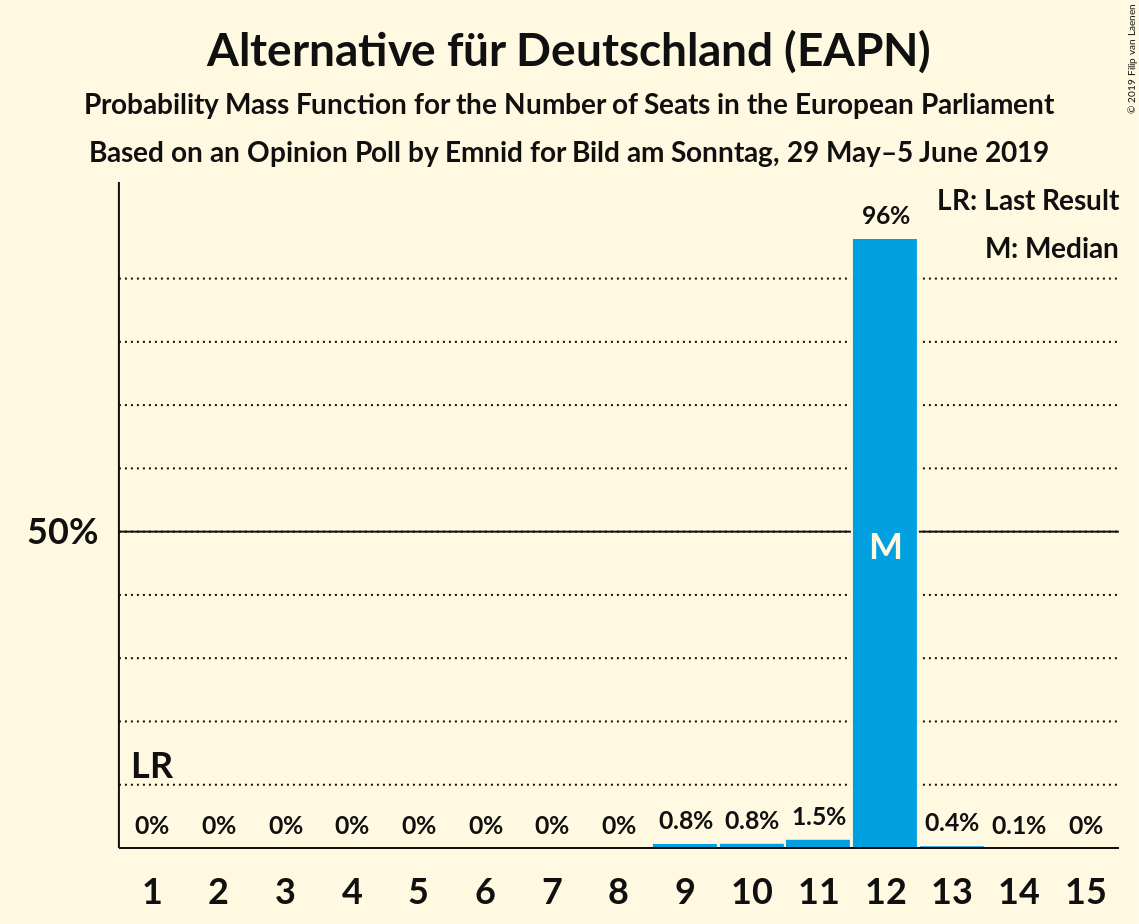 Alternative für Deutschland (EAPN)
Probability Mass Function for the Number of Seats in the European Parliament
Based on an Opinion Poll by Emnid for Bild am Sonntag, 29 May–5 June 2019
© 2019 Filip van Laenen
LR: Last Result
M: Median
96%
50%
M
LR
0% 0% 0% 0% 0% 0% 0% 0% 0.8% 0.8% 1.5% 0.4% 0.1% 0%
1 2 3 4 5 6 7 8 9 10 11 12 13 14 15